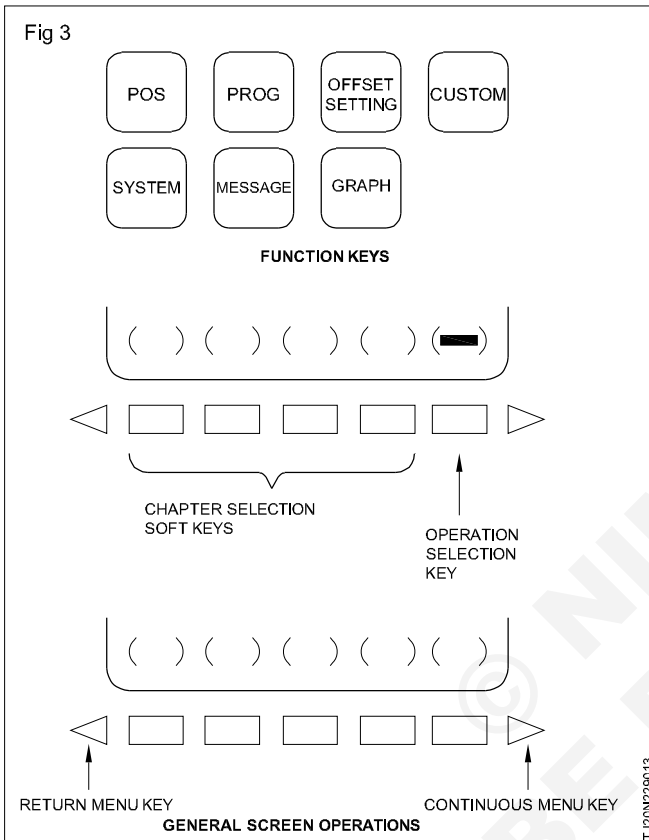 Fig 3
POS PROG OFFSET SETTING CUSTOM
SYSTEM MESSAGE GRAPH
FUNCTION KEYS
CHAPTER SELECTION
SOFT KEYS
OPERATION
SELECTION
KEY
RETURN MENU KEY
CONTINUOUS MENU KEY
GENERAL SCREEN OPERATIONS